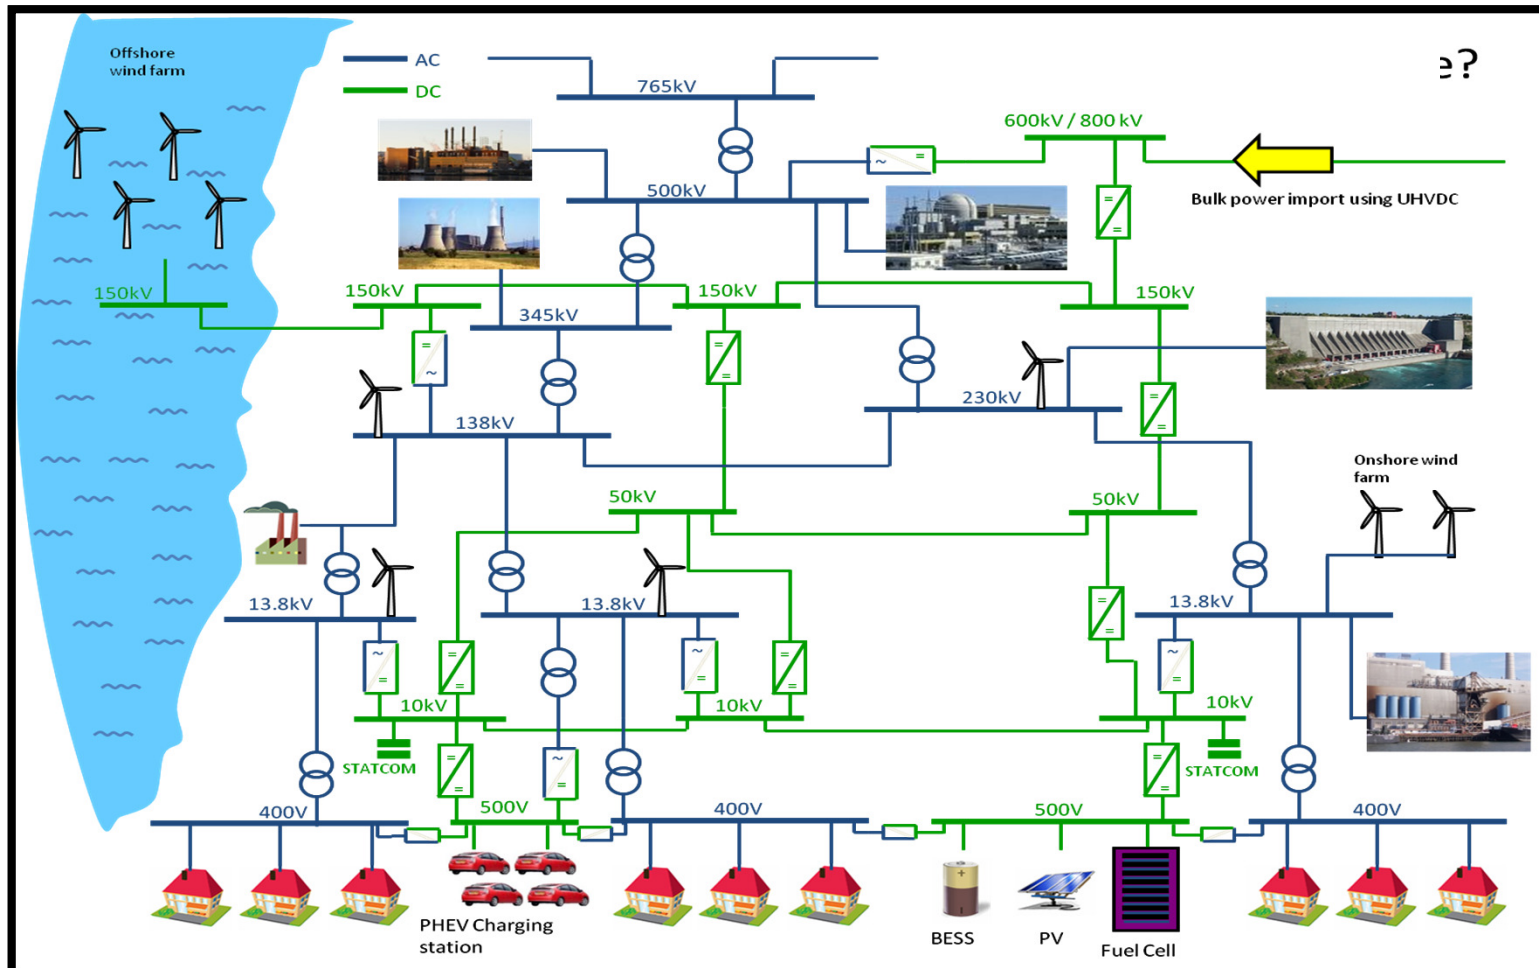 Offshore
wind farm
AC
DC
e?
765kV
600kV / 800 kV
~ =
500kV
Bulk power import using UHVDC
= =
150kV
150kV
150kV
150kV
345kV
= ~
= =
= =
138kV
230kV
Onshore wind
farm
50kV
50kV
13.8kV
13.8kV
13.8kV
= =
~ =
= =
~ =
= =
~ =
10kV
10kV
10kV
STATCOM
STATCOM
= =
~ =
= =
400V
500V
400V
500V
400V
+
-
PHEV Charging
station
BESS
PV
Fuel Cell